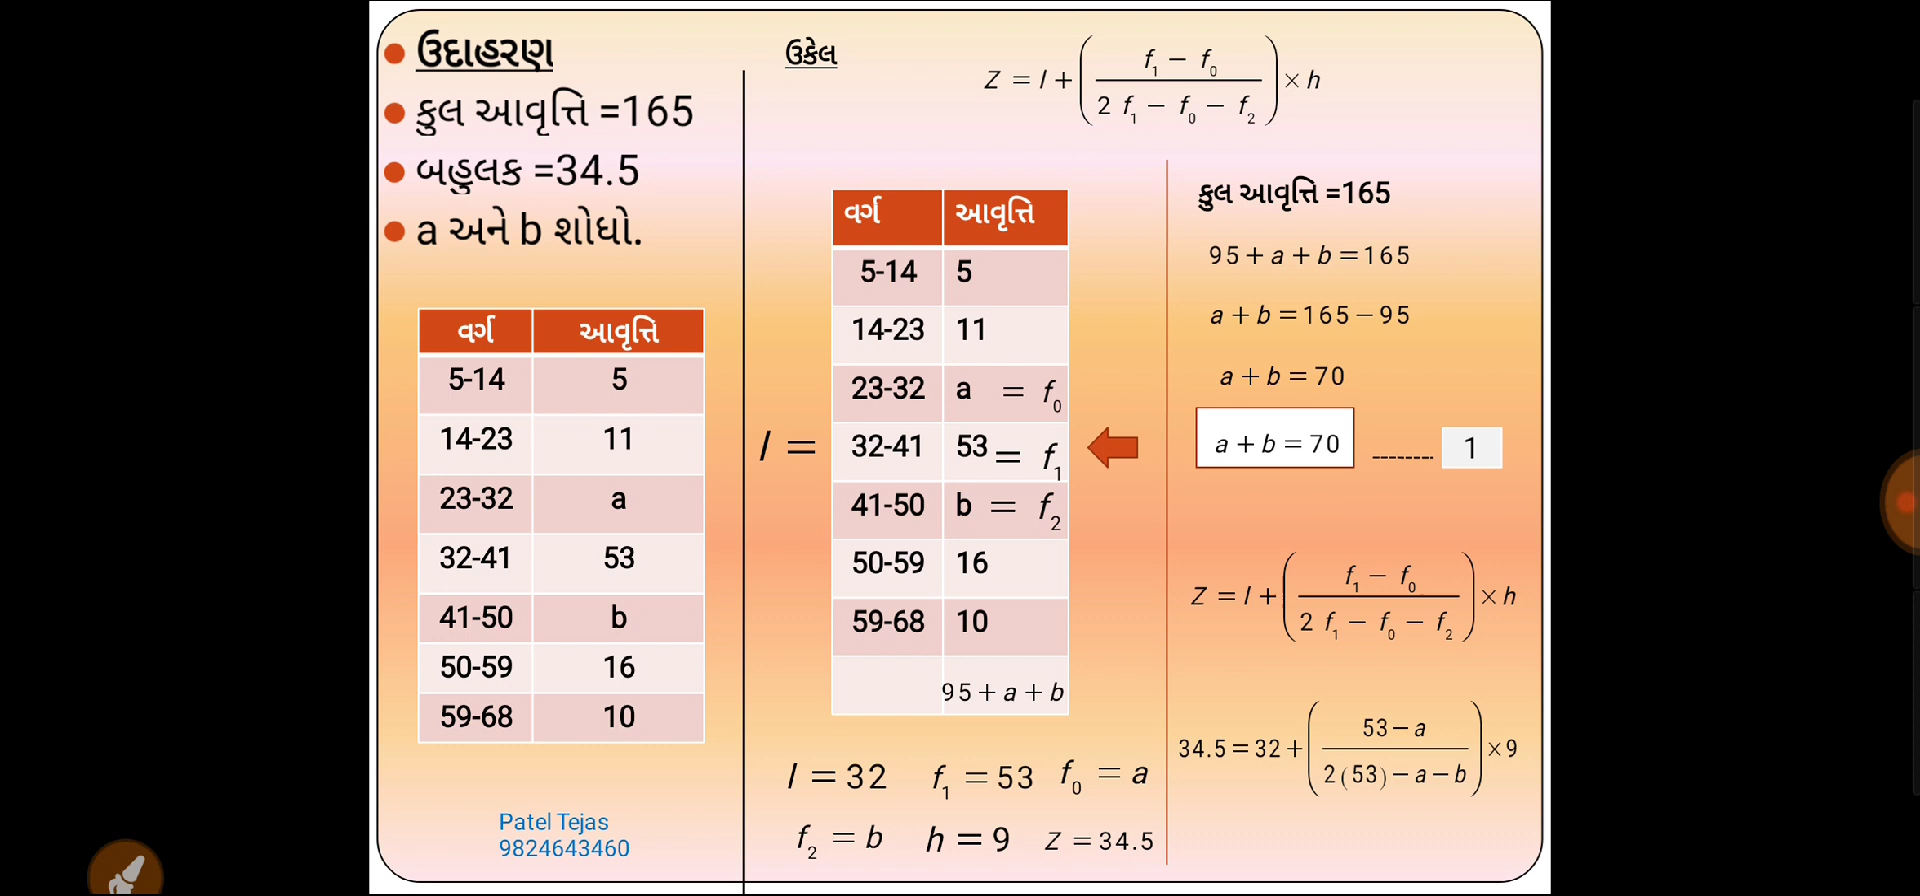 ઉદાહરણ
કુલ આવૃત્તિ =165
બહુલક =34.5
a અને b શોધો.
વર્ગ આવૃત્તિ
5-14 5
14-23 11
23-32 a
32-41 53
41-50 b
50-59 16
59-68 10
Patel Tejas
9824643460
ઉકેલ
Z = l + ( (f₁ − f₀) / (2 f₁ − f₀ − f₂) ) × h
વર્ગ આવૃત્તિ
5-14 5
14-23 11
23-32 a = f₀
l = 32-41 53 = f₁
41-50 b = f₂
50-59 16
59-68 10
95 + a + b
l = 32 f₁ = 53 f₀ = a
f₂ = b h = 9 Z = 34.5
કુલ આવૃત્તિ =165
95 + a + b = 165
a + b = 165 − 95
a + b = 70
a + b = 70 -------- 1
Z = l + ( (f₁ − f₀) / (2 f₁ − f₀ − f₂) ) × h
34.5 = 32 + ( (53 − a) / (2(53) − a − b) ) × 9